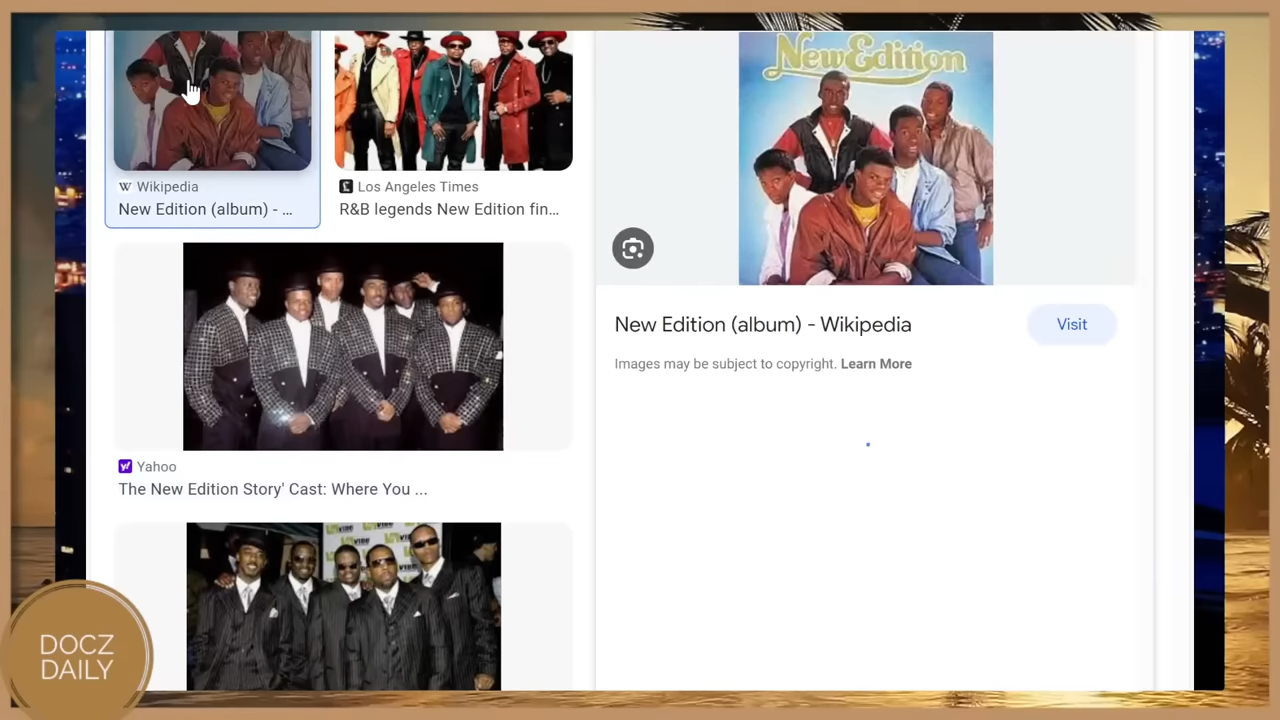 New Edition
Wikipedia
New Edition (album) - ...
Los Angeles Times
R&B legends New Edition fin...
New Edition (album) - Wikipedia
Visit
Images may be subject to copyright. Learn More
Yahoo
The New Edition Story' Cast: Where You ...
VIBE
DOCZ
DAILY